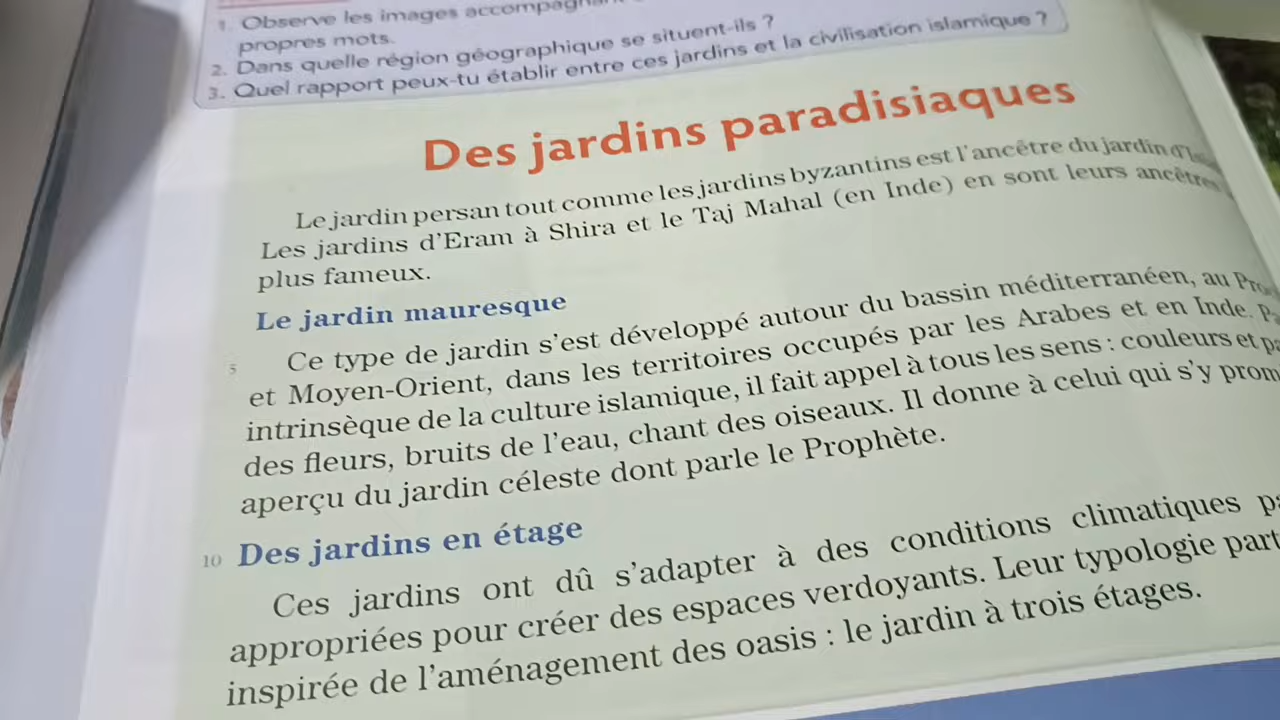 1. Observe les images
propres mots.
2. Dans quelle région géographique se situent-ils ?
3. Quel rapport peux-tu établir entre ces jardins et la civilisation islamique ?
Des jardins paradisiaques
Le jardin persan tout comme les jardins byzantins est l'ancêtre du jardin
Les jardins d'Eram à Shira et le Taj Mahal (en Inde) en sont leurs ancêtres
plus fameux.
Le jardin mauresque
Ce type de jardin s'est développé autour du bassin méditerranéen, au
5 et Moyen-Orient, dans les territoires occupés par les Arabes et en Inde.
intrinsèque de la culture islamique, il fait appel à tous les sens : couleurs et
des fleurs, bruits de l'eau, chant des oiseaux. Il donne à celui qui s'y
aperçu du jardin céleste dont parle le Prophète.
10 Des jardins en étage
Ces jardins ont dû s'adapter à des conditions climatiques
appropriées pour créer des espaces verdoyants. Leur typologie
inspirée de l'aménagement des oasis : le jardin à trois étages.